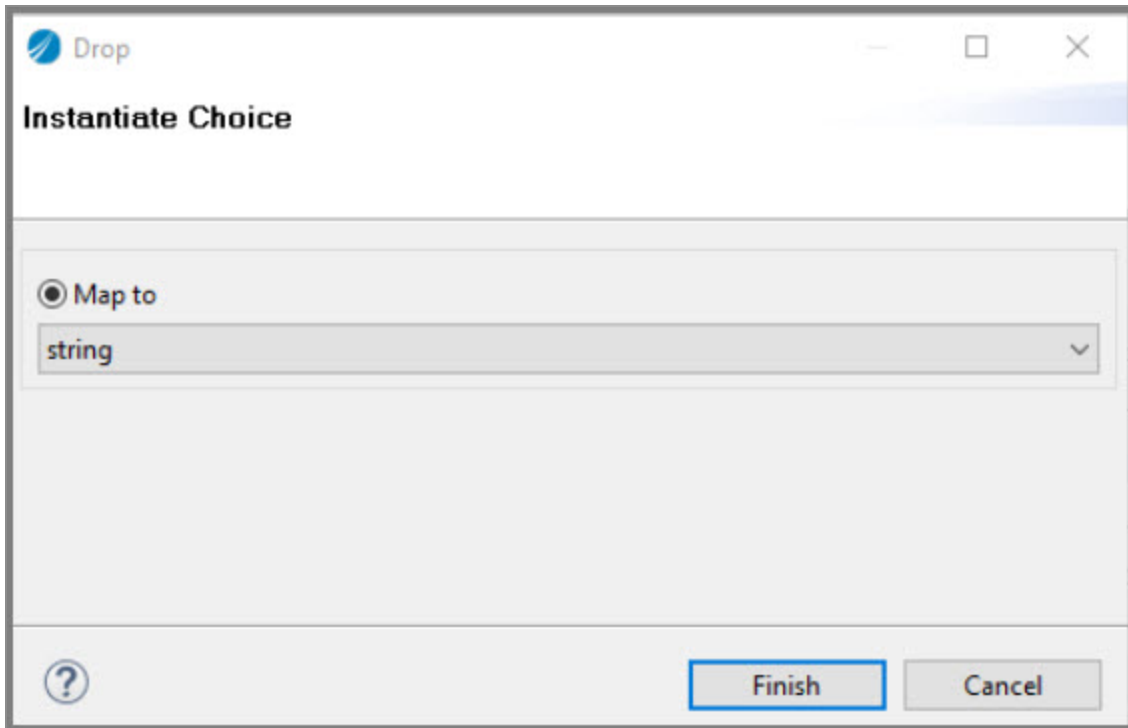 Drop
Instantiate Choice
Map to
string
?
Finish Cancel